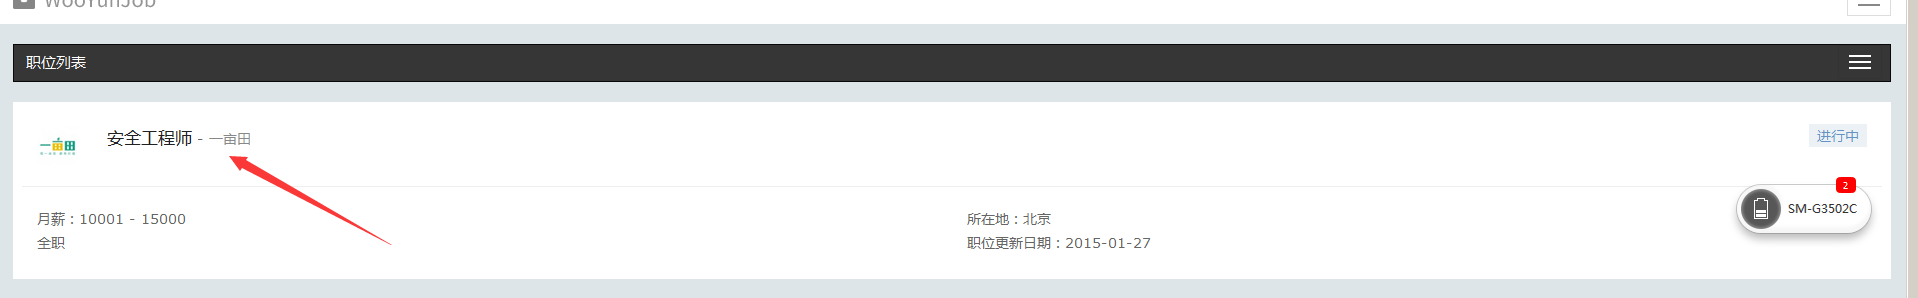 WooYunJob
职位列表
一亩田
安全工程师 - 一亩田
进行中
月薪：10001 - 15000
所在地：北京
2
SM-G3502C
全职
职位更新日期：2015-01-27